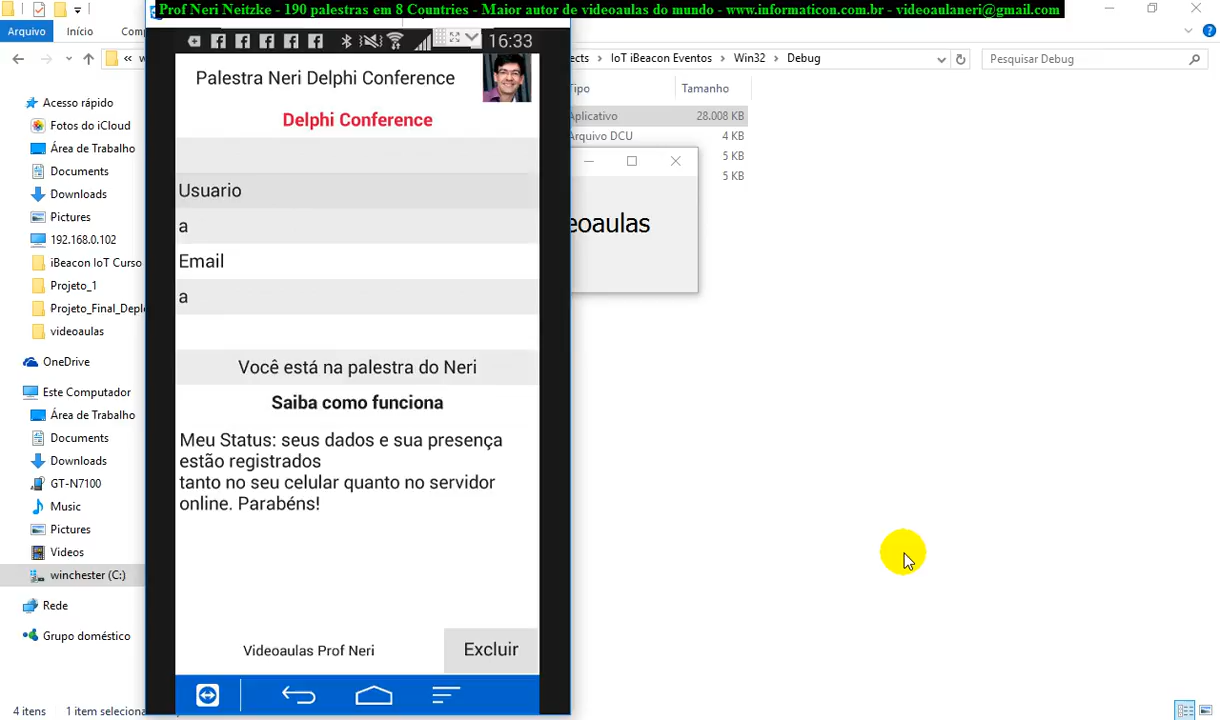 Prof Neri Neitzke - 190 palestras em 8 Countries - Maior autor de videoaulas do mundo - www.informaticon.com.br - videoaulaneri@gmail.com
Arquivo
Início
16:33
IoT iBeacon Eventos
Win32
Debug
Pesquisar Debug
Palestra Neri Delphi Conference
Delphi Conference
Usuario
a
Email
a
Você está na palestra do Neri
Saiba como funciona
Meu Status: seus dados e sua presença
estão registrados
tanto no seu celular quanto no servidor
online. Parabéns!
Videoaulas Prof Neri
Excluir
Tamanho
28.008 KB
Arquivo DCU
4 KB
5 KB
5 KB
Acesso rápido
Fotos do iCloud
Área de Trabalho
Documents
Downloads
Pictures
192.168.0.102
iBeacon IoT Curso
Projeto_1
videoaulas
OneDrive
Este Computador
Área de Trabalho
Documents
Downloads
GT-N7100
Music
Pictures
Videos
winchester (C:)
Rede
Grupo doméstico
4 itens
1 item